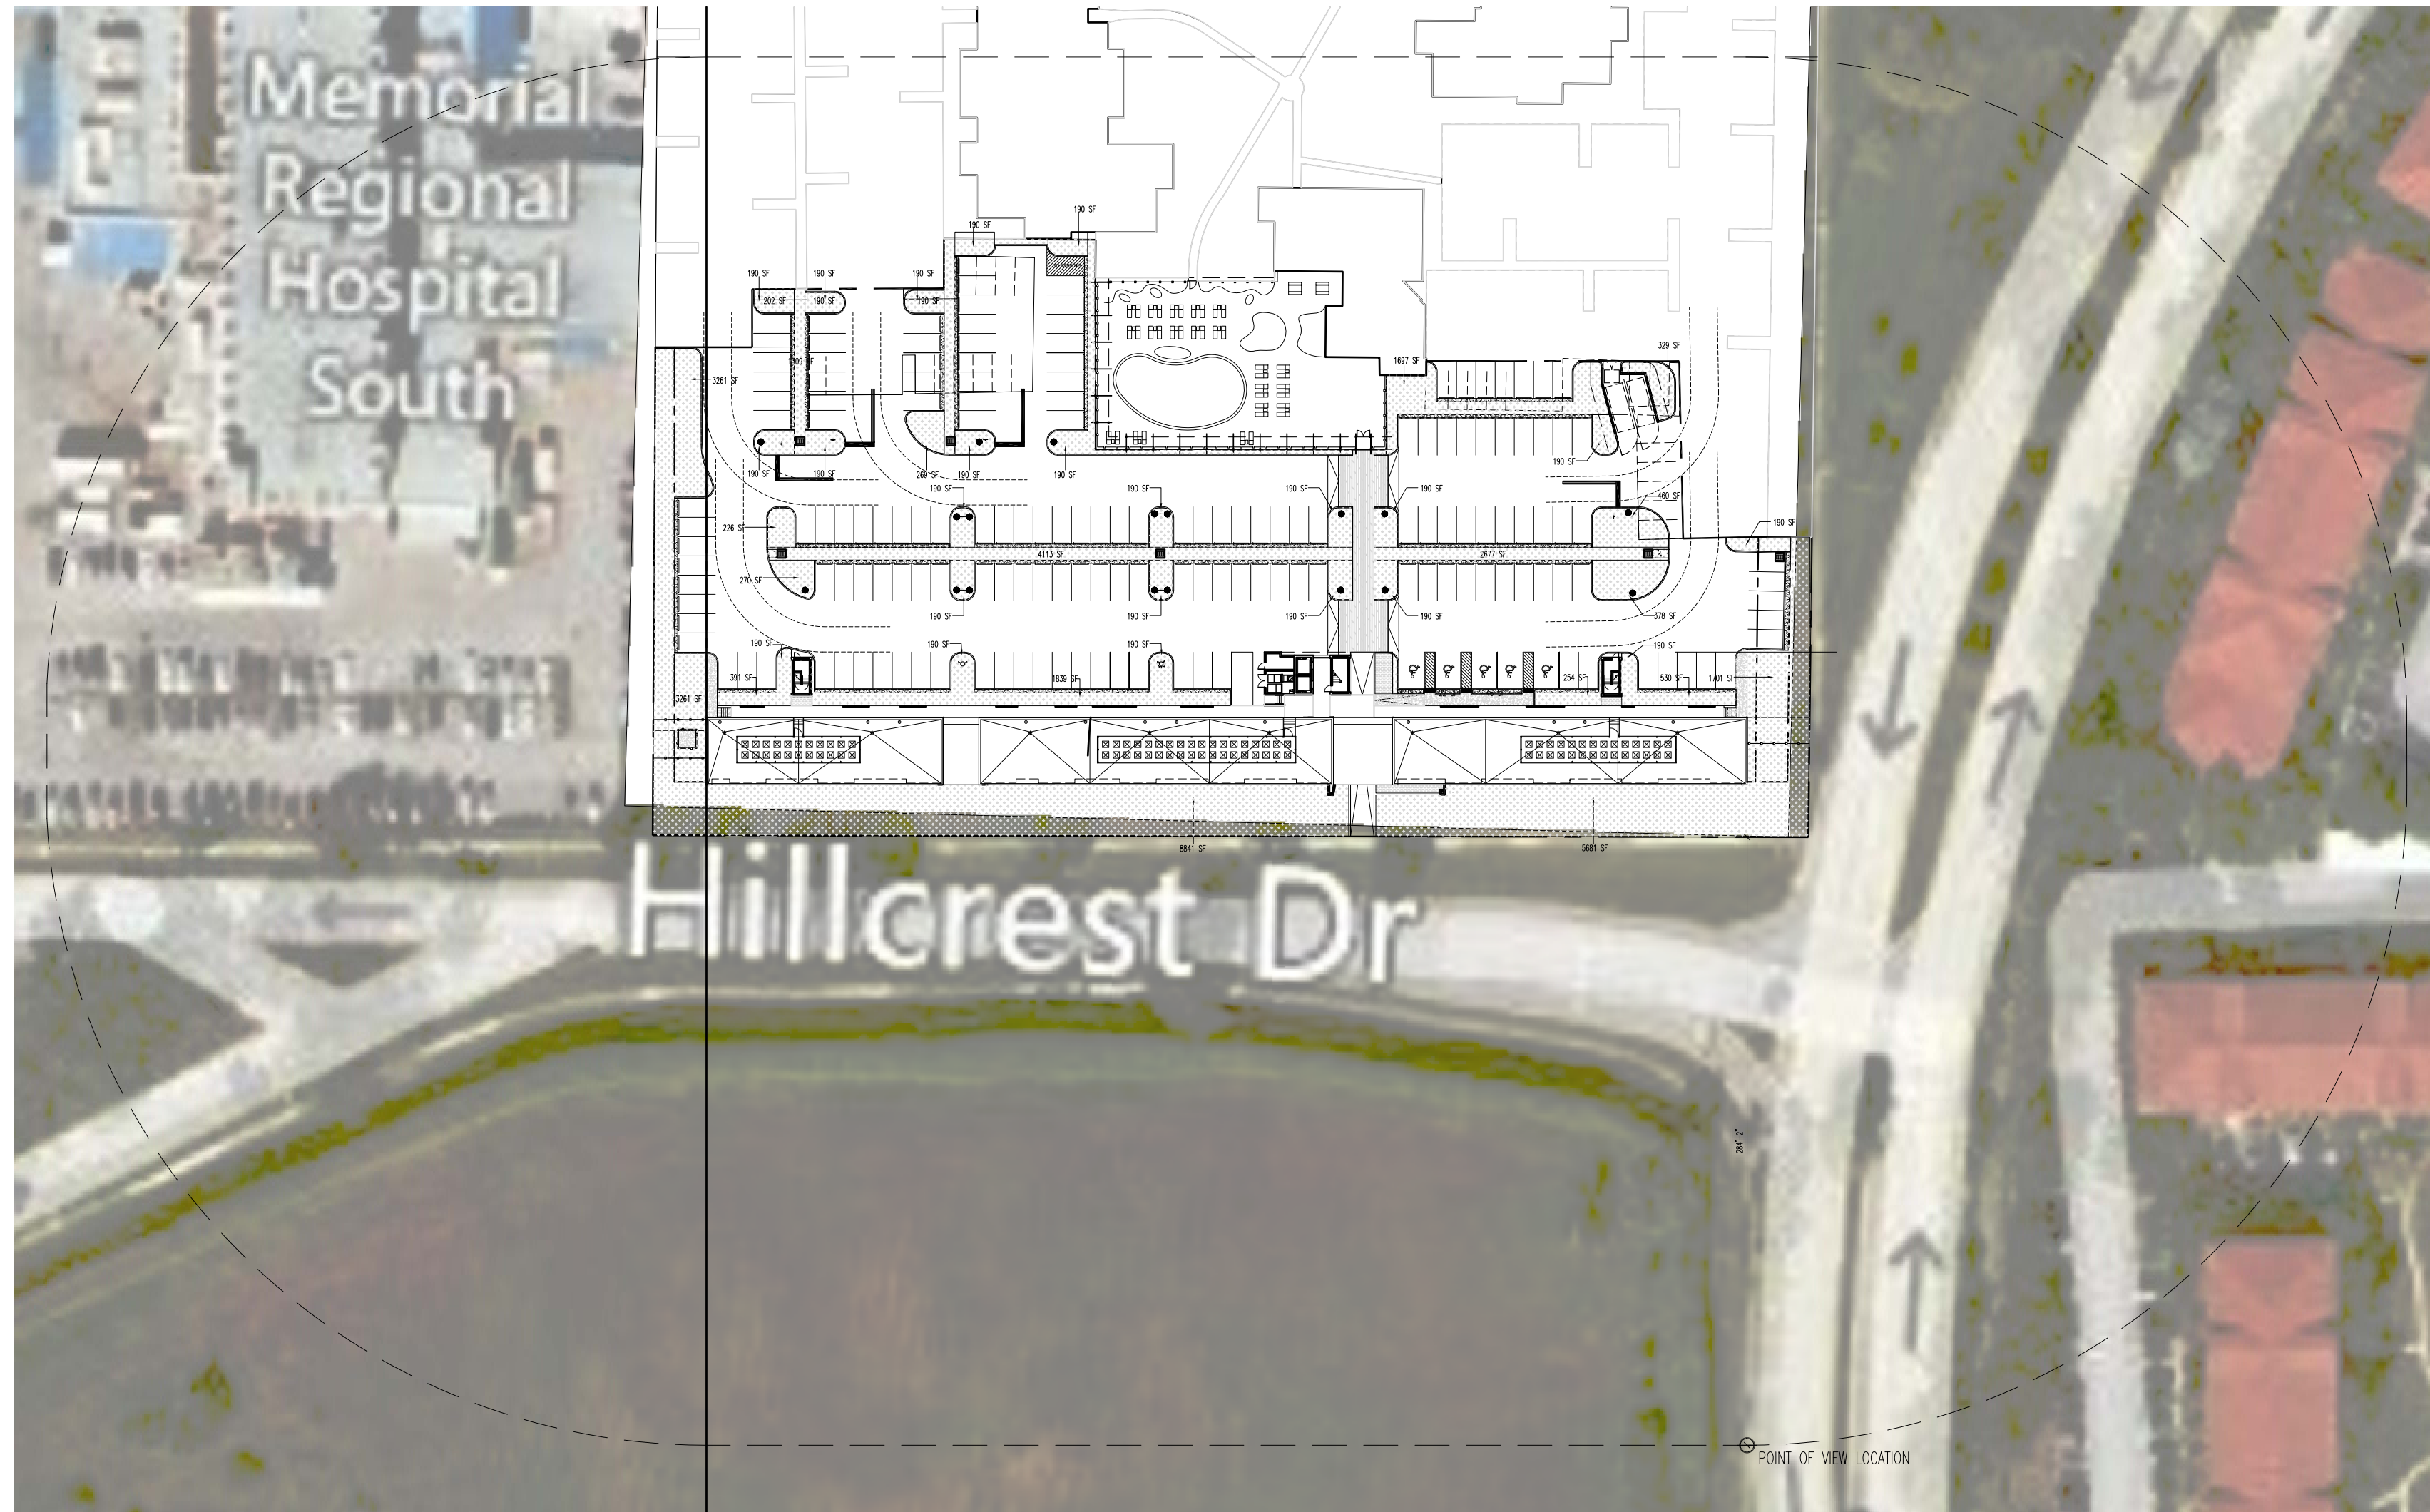 Memorial
Regional
Hospital
South
190 SF
190 SF
190 SF
190 SF
190 SF
202 SF
190 SF
190 SF
329 SF
1697 SF
3261 SF
190 SF
190 SF
269 SF
190 SF
190 SF
190 SF
190 SF
190 SF
190 SF
190 SF
460 SF
190 SF
226 SF
4113 SF
2677 SF
270 SF
190 SF
190 SF
190 SF
190 SF
378 SF
190 SF
190 SF
190 SF
190 SF
391 SF
1839 SF
254 SF
530 SF
1701 SF
3261 SF
8841 SF
5681 SF
Hillcrest Dr
284'-2"
POINT OF VIEW LOCATION